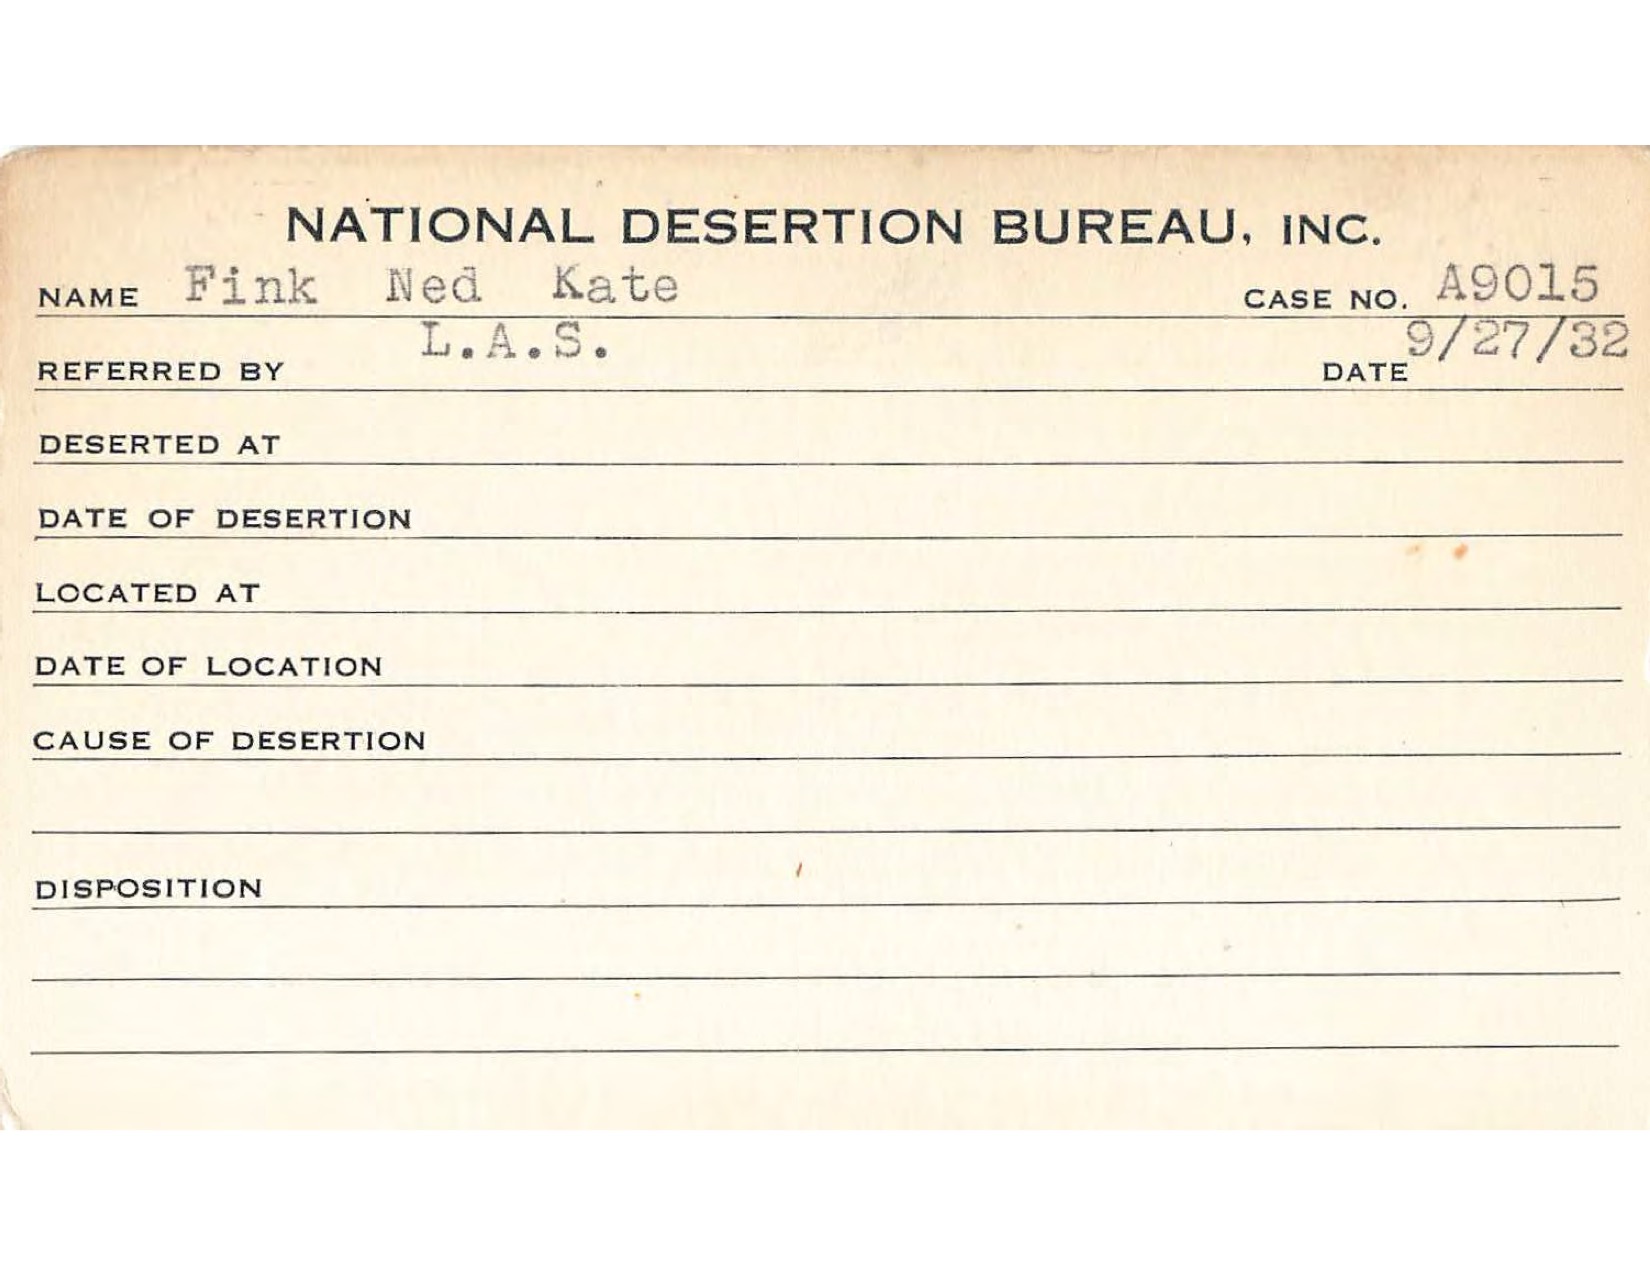 NATIONAL DESERTION BUREAU, INC.
NAME Fink Ned Kate CASE NO. A9015
REFERRED BY L.A.S. DATE 9/27/32
DESERTED AT
DATE OF DESERTION
LOCATED AT
DATE OF LOCATION
CAUSE OF DESERTION
DISPOSITION